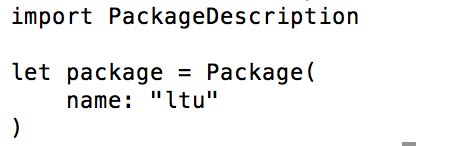 import PackageDescription

let package = Package(
    name: "ltu"
)